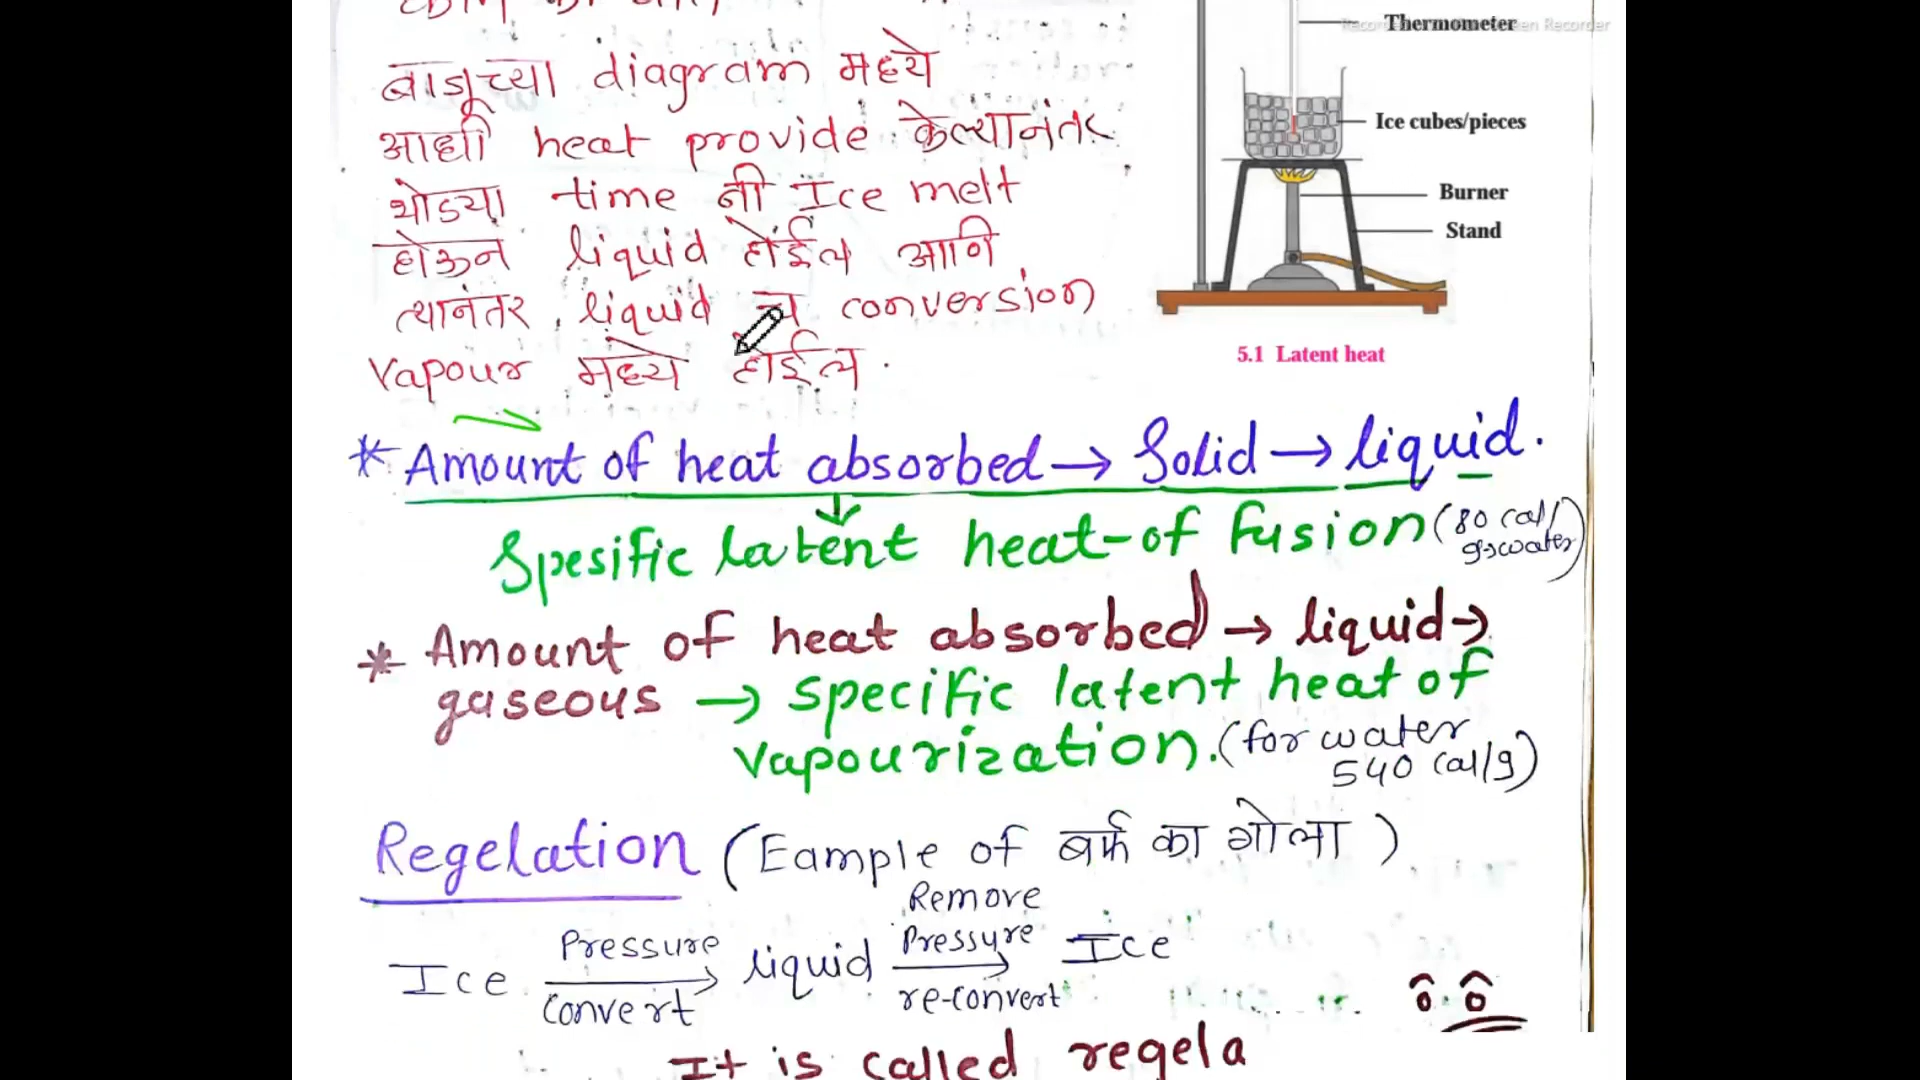 Thermometer
बाजूच्या diagram मध्ये
आधी heat provide केल्यानंतर
Ice cubes/pieces
थोड्या time नी Ice melt
Burner
होऊन liquid होईल आणि
Stand
त्यानंतर liquid च conversion
Vapour मध्ये होईल.
5.1 Latent heat
* Amount of heat absorbed → Solid → liquid.
Spesific latent heat of fusion (80 cal/
* Amount of heat absorbed → liquid →
gaseous → specific latent heat of
vapourization. (for water
540 cal/g)
Regelation (Eample of बर्फ का गोला)
Remove
Pressure Pressure
Ice → liquid → Ice
Convert re-convert
It is called regela